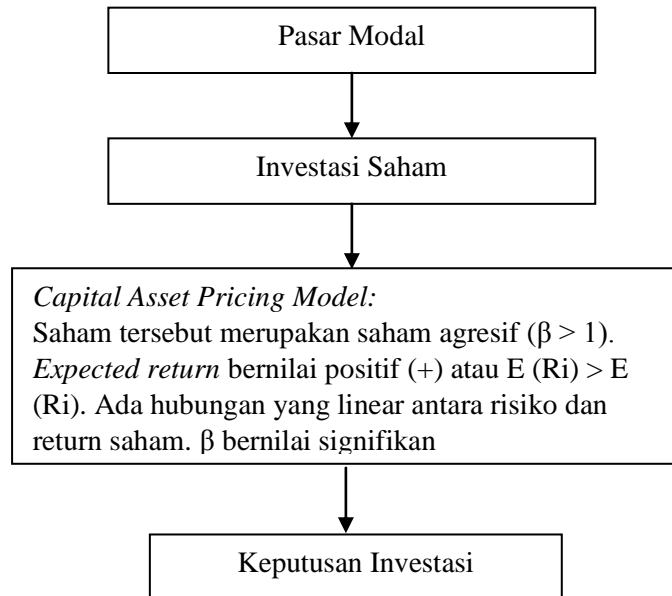 Pasar Modal
Investasi Saham
Capital Asset Pricing Model:
Saham tersebut merupakan saham agresif (β > 1).
Expected return bernilai positif (+) atau E (Ri) > E
(Ri). Ada hubungan yang linear antara risiko dan
return saham. β bernilai signifikan
Keputusan Investasi